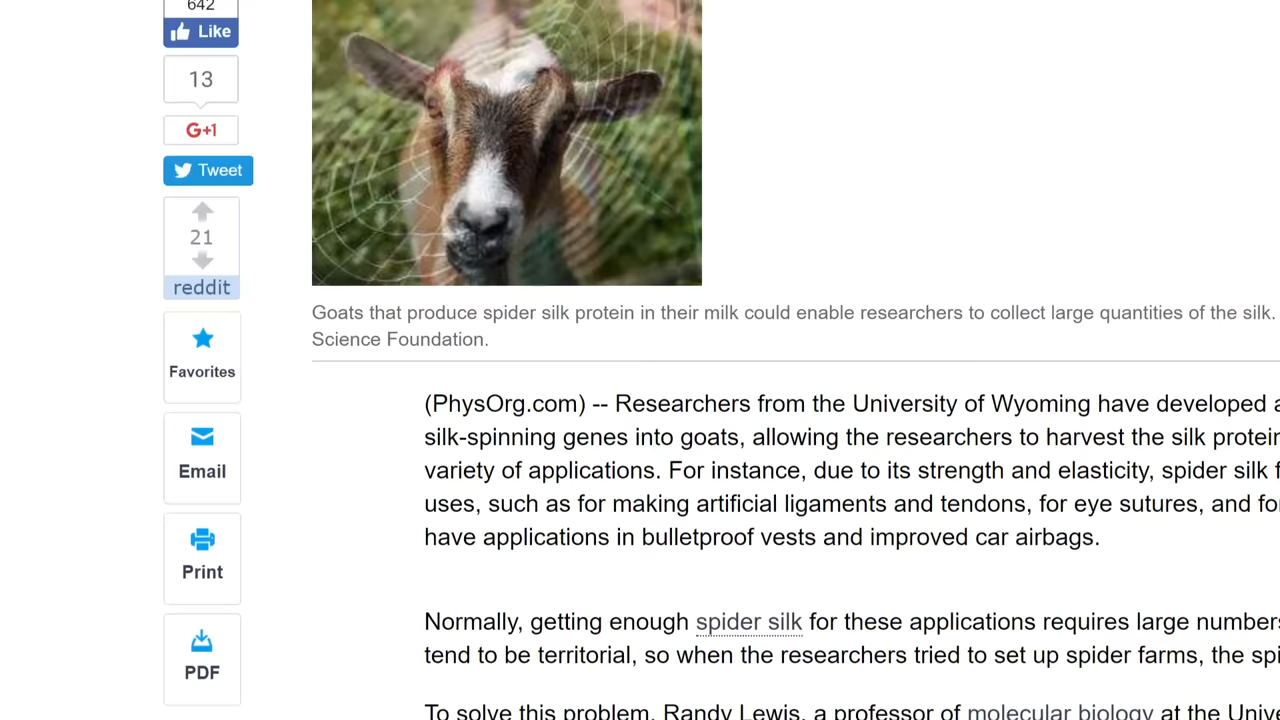 642
Like
13
G+1
Tweet
21
reddit
Favorites
Email
Print
PDF
Goats that produce spider silk protein in their milk could enable researchers to collect large quantities of the silk.
Science Foundation.
(PhysOrg.com) -- Researchers from the University of Wyoming have developed a
silk-spinning genes into goats, allowing the researchers to harvest the silk protein
variety of applications. For instance, due to its strength and elasticity, spider silk f
uses, such as for making artificial ligaments and tendons, for eye sutures, and fo
have applications in bulletproof vests and improved car airbags.
Normally, getting enough spider silk for these applications requires large numbers
tend to be territorial, so when the researchers tried to set up spider farms, the spi
To solve this problem, Randy Lewis, a professor of molecular biology at the Unive